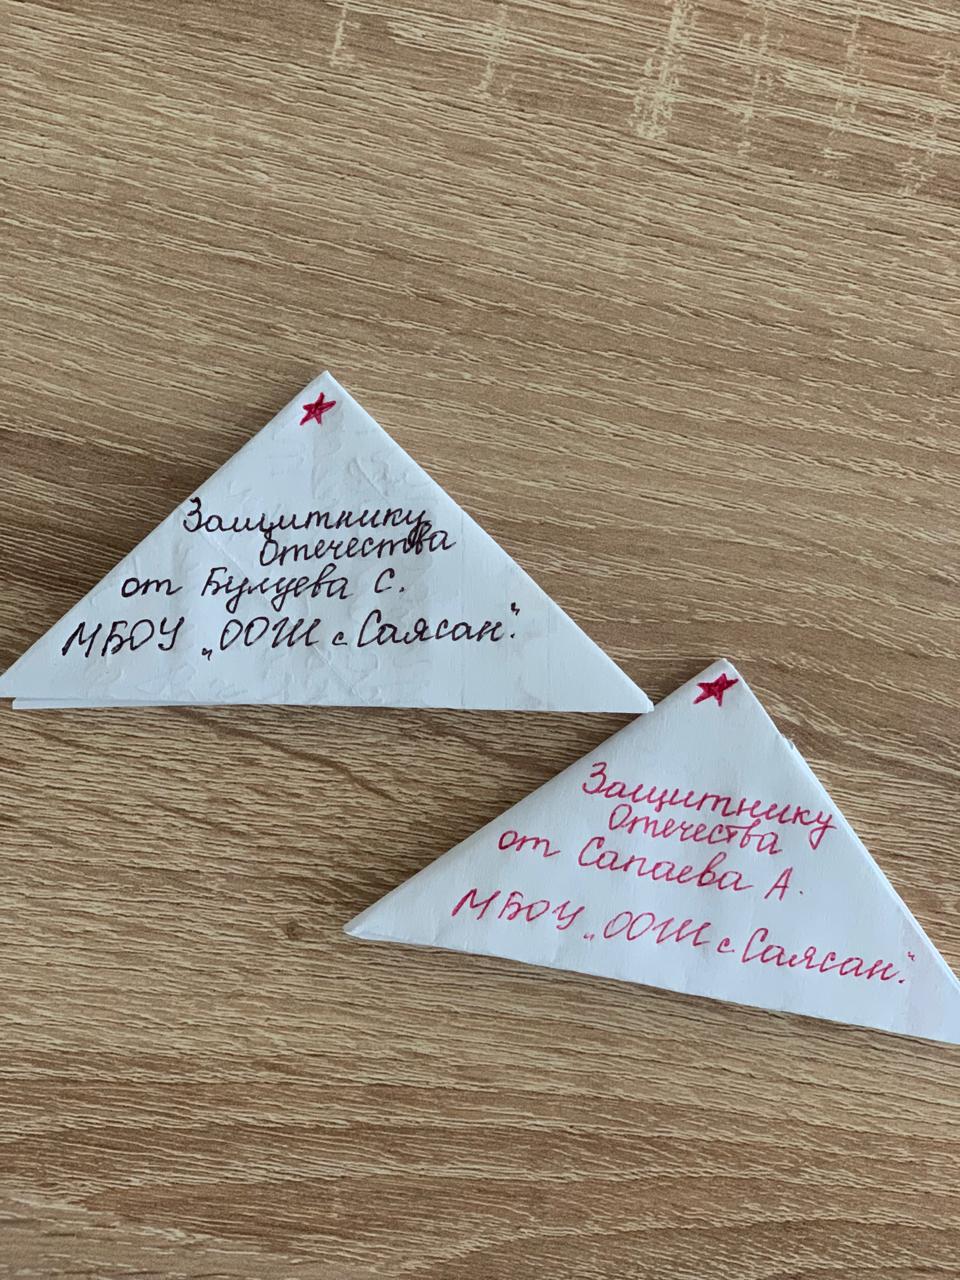 Защитнику
Отечества
от Булуева С.
МБОУ „ООШ с Саясан".
Защитнику
Отечества
от Сапаева А.
МБОУ „ООШ с. Саясан".